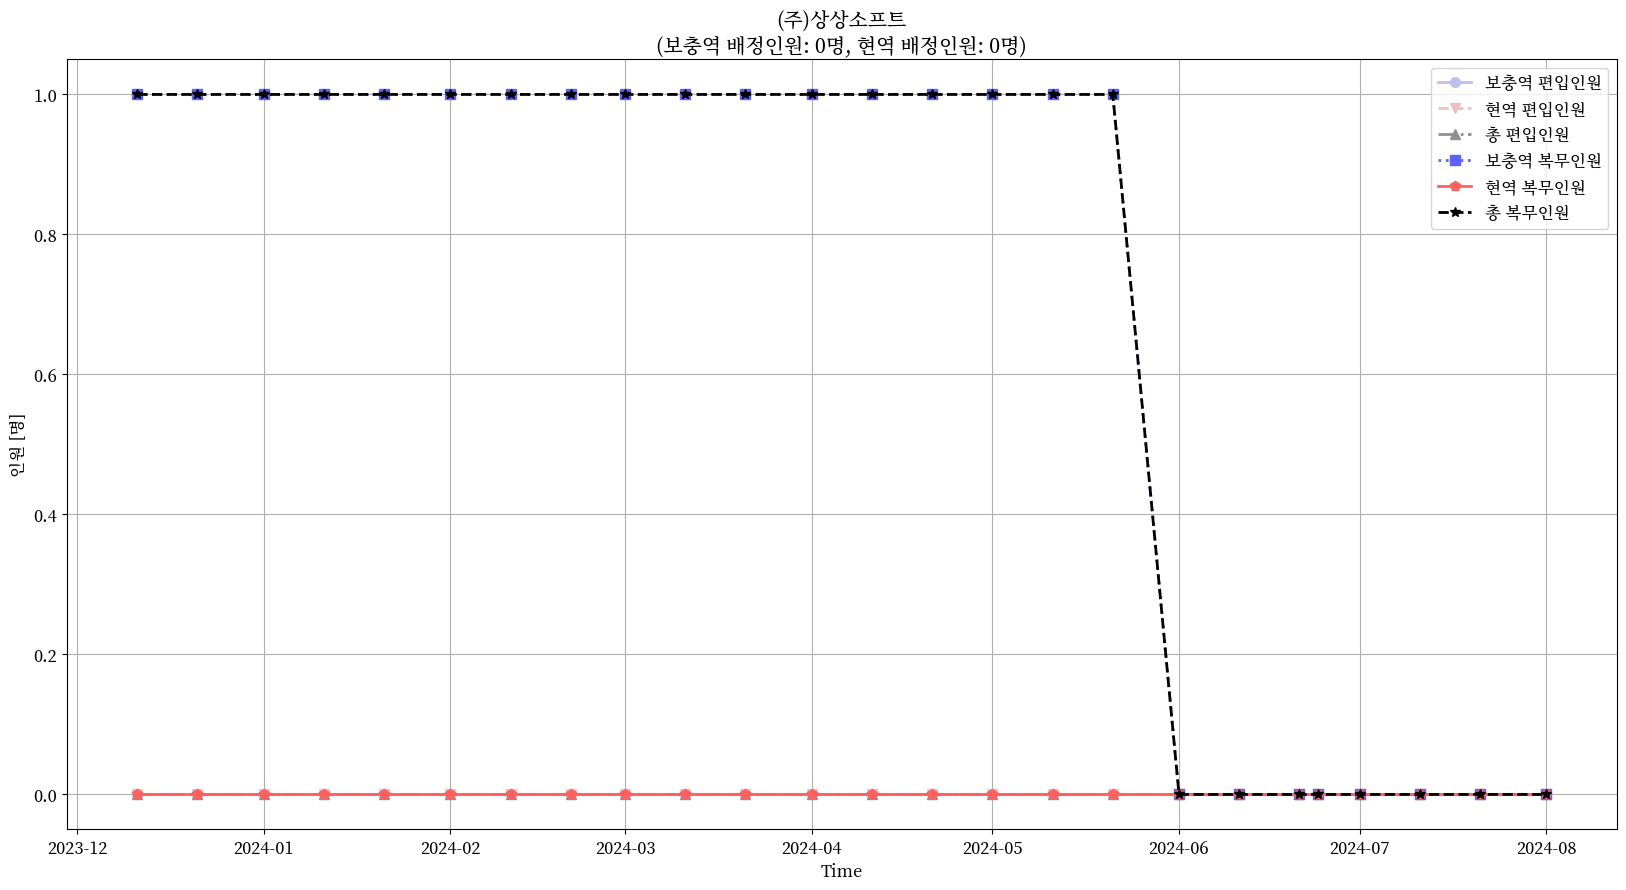 (주)상상소프트
(보충역 배정인원: 0명, 현역 배정인원: 0명)
보충역 편입인원
현역 편입인원
총 편입인원
보충역 복무인원
현역 복무인원
총 복무인원
인원 [명]
1.0
0.8
0.6
0.4
0.2
0.0
2023-12 2024-01 2024-02 2024-03 2024-04 2024-05 2024-06 2024-07 2024-08
Time